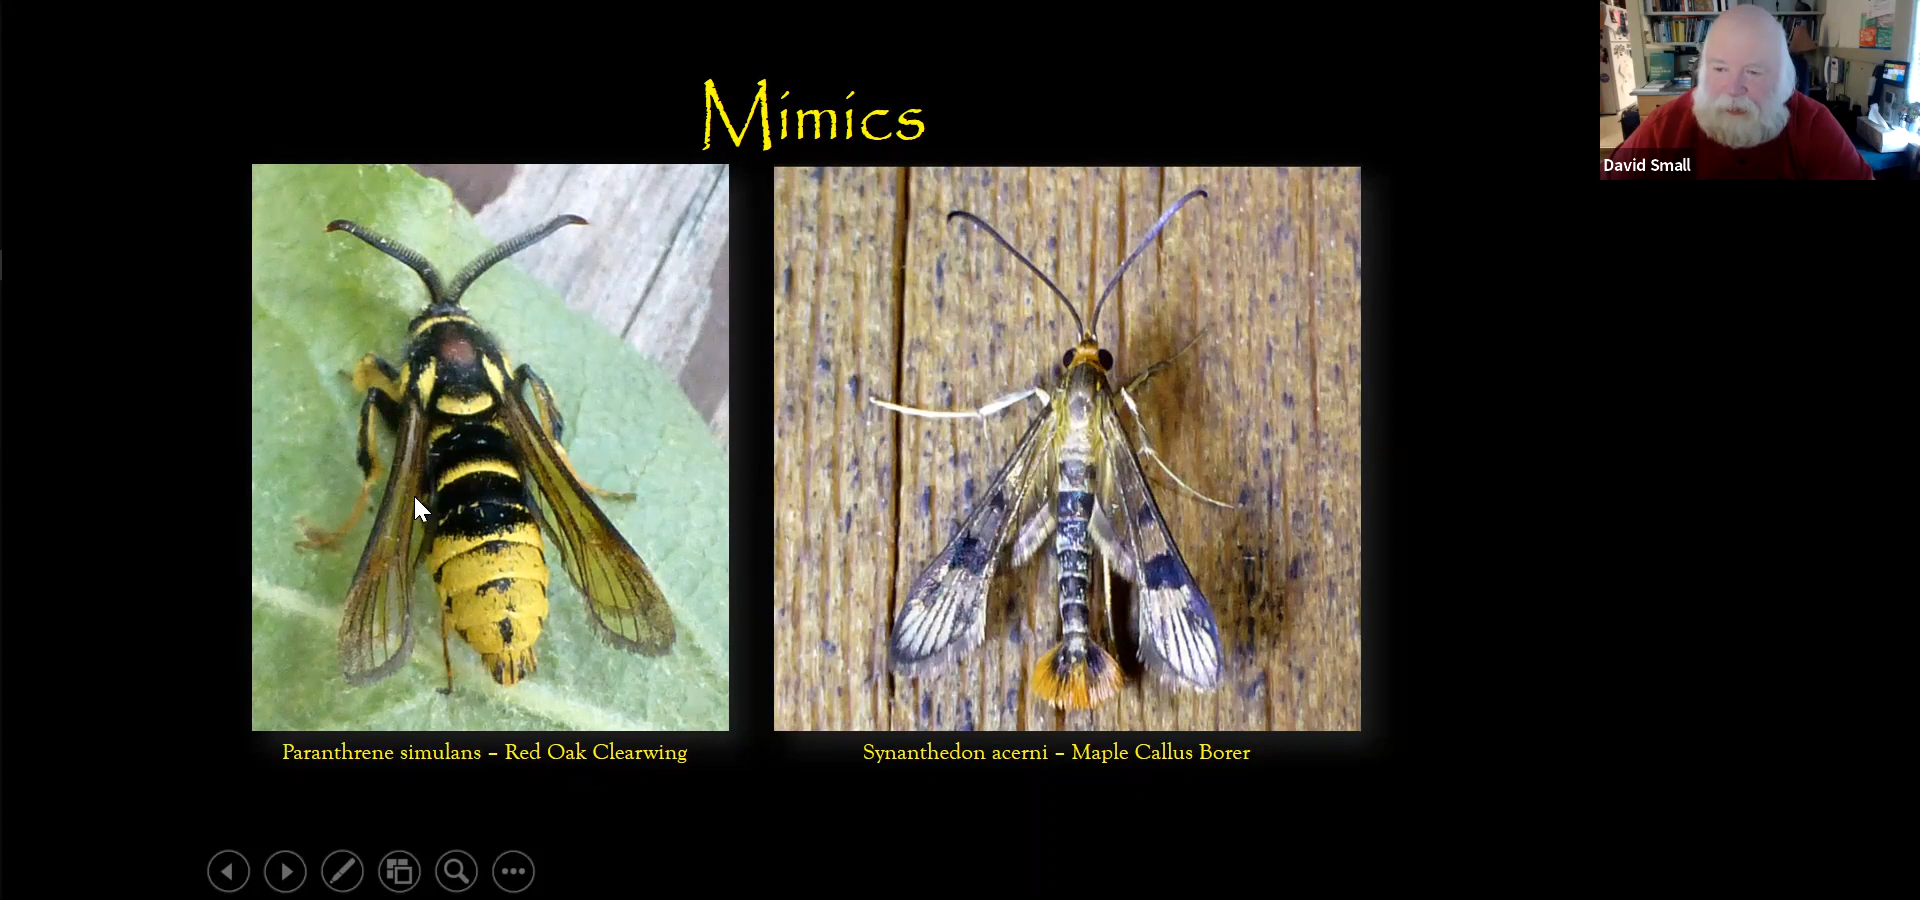 Mimics
David Small
Paranthrene simulans – Red Oak Clearwing
Synanthedon acerni – Maple Callus Borer